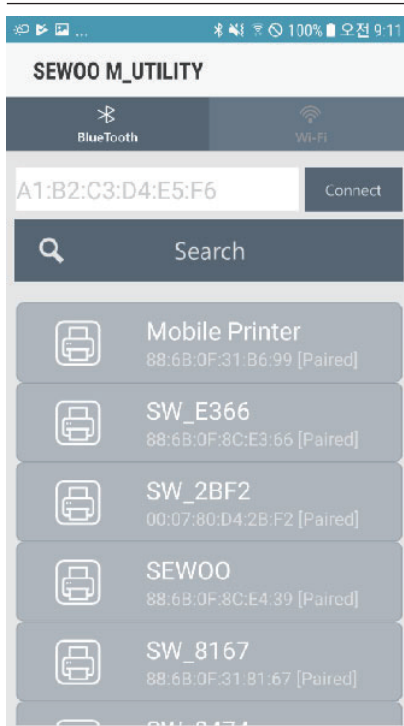 ... 100% 오전 9:11
SEWOO M_UTILITY
BlueTooth
Wi-Fi
A1:B2:C3:D4:E5:F6
Connect
Search
Mobile Printer
88:6B:0F:31:B6:99 [Paired]
SW_E366
88:6B:0F:8C:E3:66 [Paired]
SW_2BF2
00:07:80:D4:2B:F2 [Paired]
SEWOO
88:6B:0F:8C:E4:39 [Paired]
SW_8167
88:6B:0F:31:81:67 [Paired]